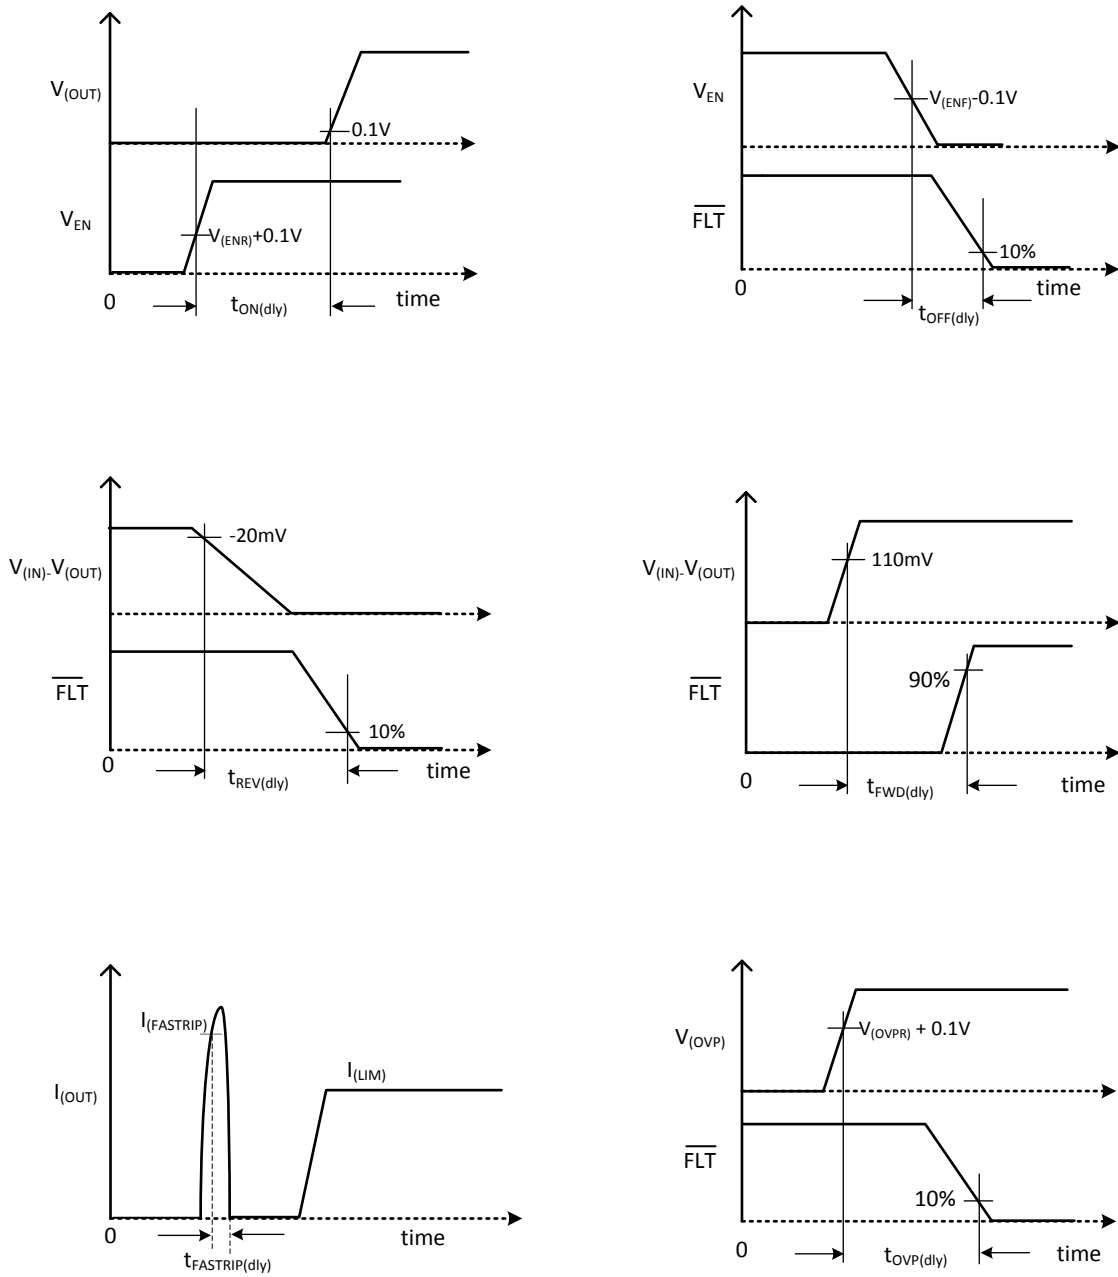 V(OUT)
0.1V
VEN
V(ENR)+0.1V
0
tON(dly)
time
VEN
V(ENF)-0.1V
FLT
10%
0
tOFF(dly)
time
V(IN)-V(OUT)
-20mV
FLT
10%
0
tREV(dly)
time
V(IN)-V(OUT)
110mV
FLT
90%
0
tFWD(dly)
time
I(FASTRIP)
I(OUT)
I(LIM)
0
tFASTRIP(dly)
time
V(OVP)
V(OVPR) + 0.1V
FLT
10%
0
tOVP(dly)
time